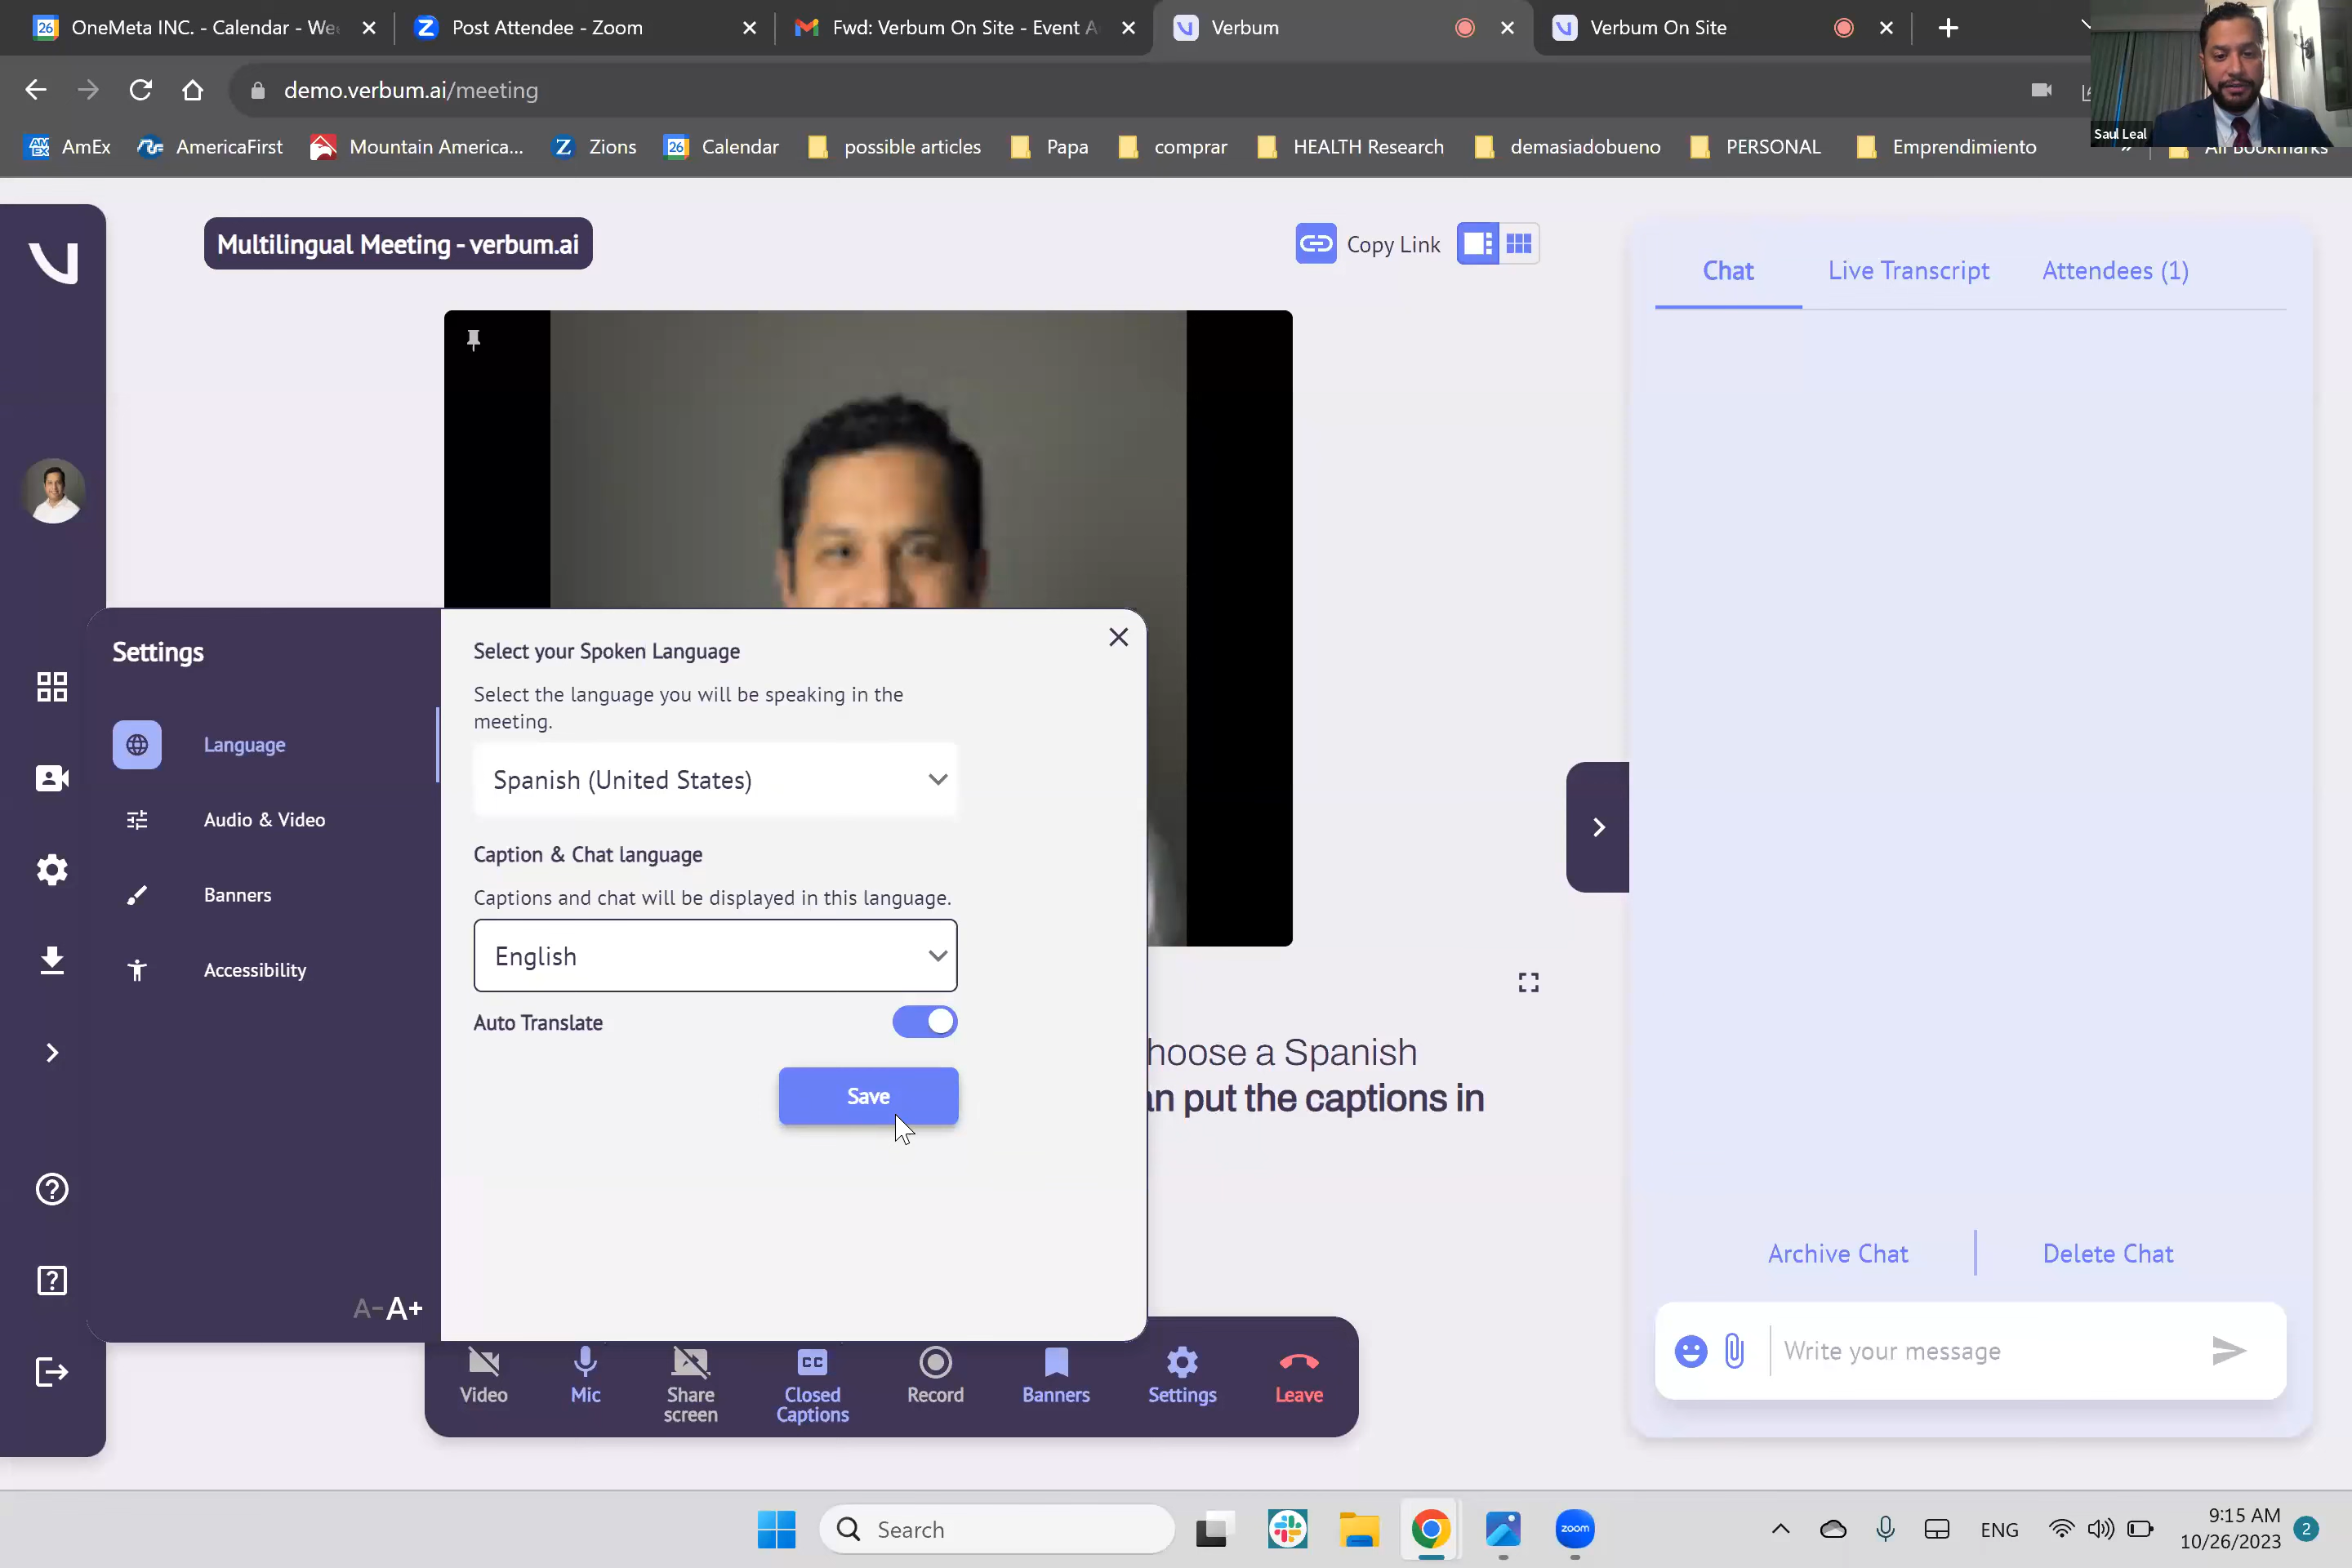 OneMeta INC. - Calendar - We
Post Attendee - Zoom
Fwd: Verbum On Site - Event A
Verbum
Verbum On Site
demo.verbum.ai/meeting
Saul Leal
AmEx
AmericaFirst
Mountain America...
Zions
Calendar
possible articles
Papa
comprar
HEALTH Research
demasiadobueno
PERSONAL
Emprendimiento
All Bookmarks
Multilingual Meeting - verbum.ai
Copy Link
Chat
Live Transcript
Attendees (1)
Settings
Language
Audio & Video
Banners
Accessibility
A- A+
Select your Spoken Language
Select the language you will be speaking in the
meeting.
Spanish (United States)
Caption & Chat language
Captions and chat will be displayed in this language.
English
Auto Translate
Save
hoose a Spanish
an put the captions in
Archive Chat
Delete Chat
Write your message
Video
Mic
Share
screen
CC
Closed
Captions
Record
Banners
Settings
Leave
Search
zoom
ENG
9:15 AM
10/26/2023
2